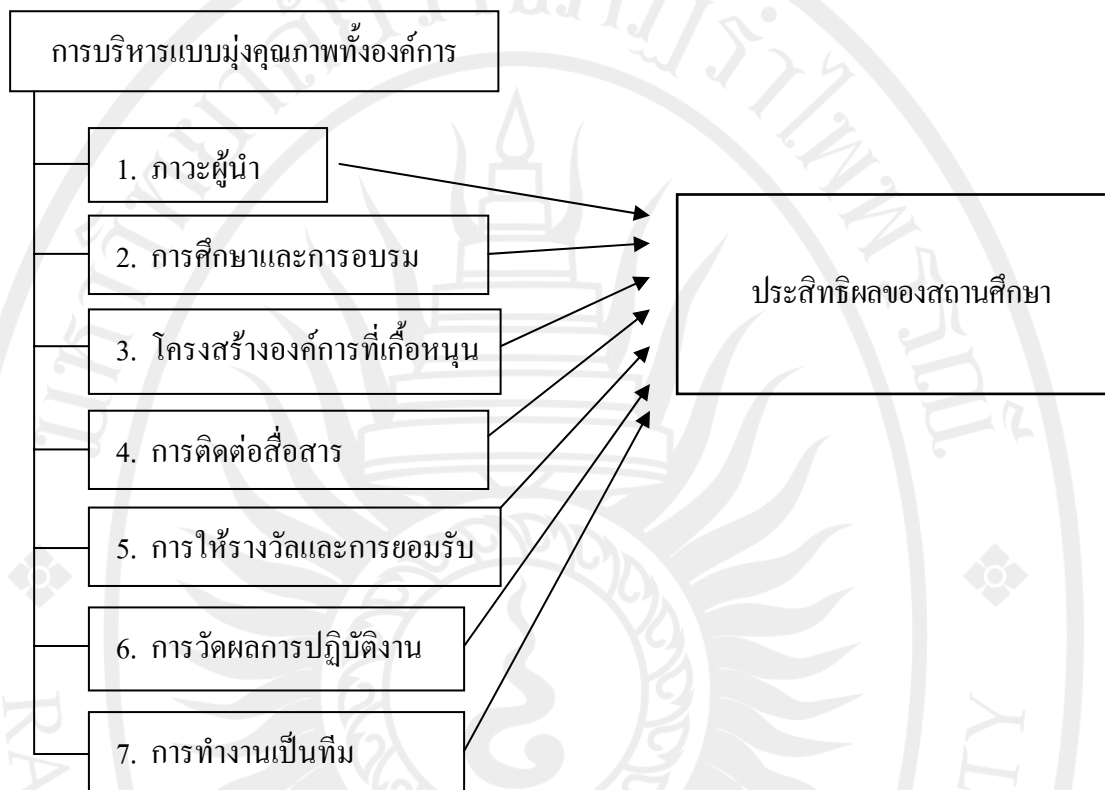 การบริหารแบบมุ่งคุณภาพทั้งองค์การ
1. ภาวะผู้นำ
2. การศึกษาและการอบรม
ประสิทธิผลของสถานศึกษา
3. โครงสร้างองค์การที่เกื้อหนุน
4. การติดต่อสื่อสาร
5. การให้รางวัลและการยอมรับ
6. การวัดผลการปฏิบัติงาน
7. การทำงานเป็นทีม